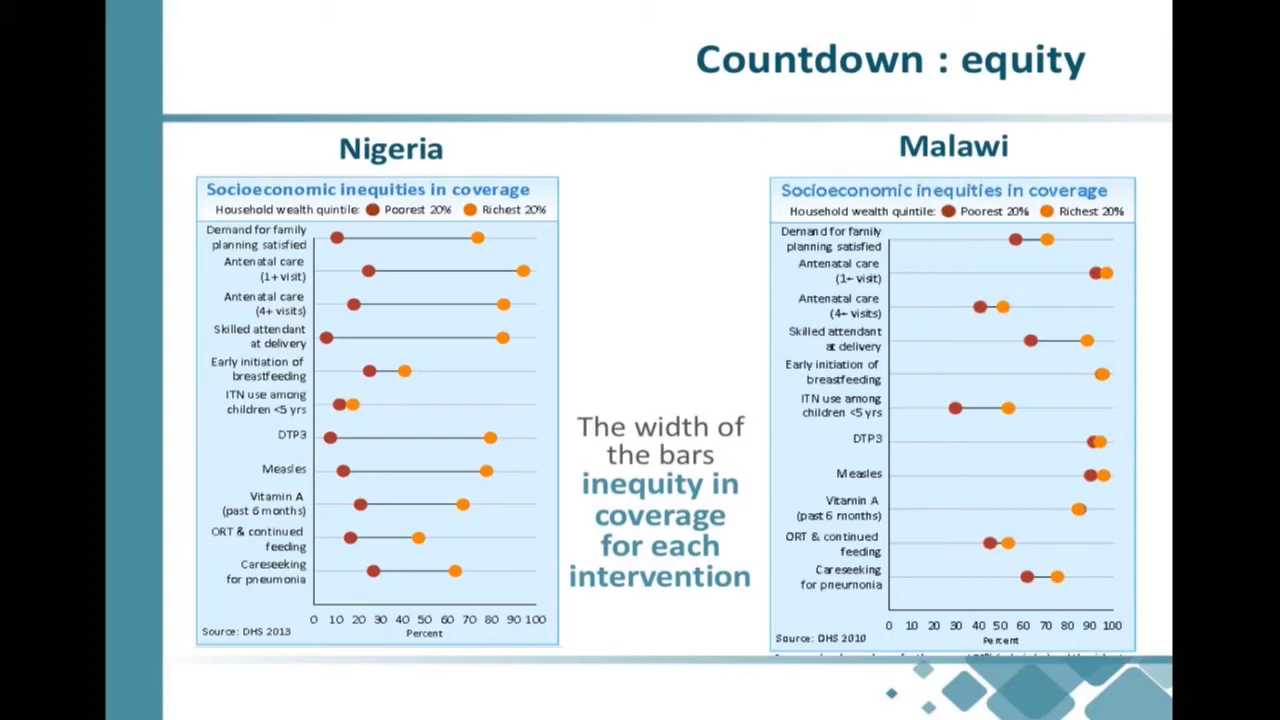 Countdown : equity
Nigeria
Socioeconomic inequities in coverage
Household wealth quintile: Poorest 20% Richest 20%
Demand for family
planning satisfied
Antenatal care
(1+ visit)
Antenatal care
(4+ visits)
Skilled attendant
at delivery
Early initiation of
breastfeeding
ITN use among
children <5 yrs
DTP3
Measles
Vitamin A
(past 6 months)
ORT & continued
feeding
Careseeking
for pneumonia
0 10 20 30 40 50 60 70 80 90 100
Percent
Source: DHS 2013
The width of
the bars
inequity in
coverage
for each
intervention
Malawi
Socioeconomic inequities in coverage
Household wealth quintile: Poorest 20% Richest 20%
Demand for family
planning satisfied
Antenatal care
(1+ visit)
Antenatal care
(4+ visits)
Skilled attendant
at delivery
Early initiation of
breastfeeding
ITN use among
children <5 yrs
DTP3
Measles
Vitamin A
(past 6 months)
ORT & continued
feeding
Careseeking
for pneumonia
0 10 20 30 40 50 60 70 80 90 100
Percent
Source: DHS 2010